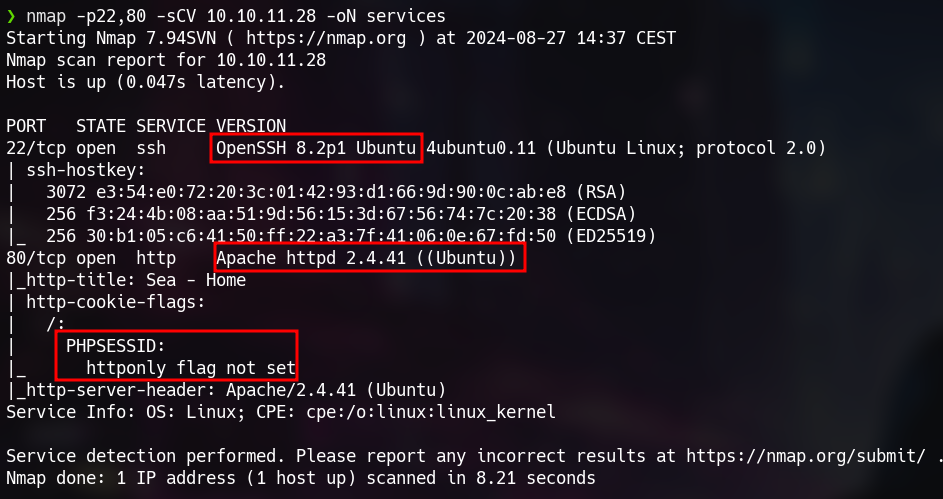 ❯ nmap -p22,80 -sCV 10.10.11.28 -oN services
Starting Nmap 7.94SVN ( https://nmap.org ) at 2024-08-27 14:37 CEST
Nmap scan report for 10.10.11.28
Host is up (0.047s latency).
PORT   STATE SERVICE VERSION
22/tcp open  ssh     OpenSSH 8.2p1 Ubuntu 4ubuntu0.11 (Ubuntu Linux; protocol 2.0)
| ssh-hostkey:
|   3072 e3:54:e0:72:20:3c:01:42:93:d1:66:9d:90:0c:ab:e8 (RSA)
|   256 f3:24:4b:08:aa:51:9d:56:15:3d:67:56:74:7c:20:38 (ECDSA)
|_  256 30:b1:05:c6:41:50:ff:22:a3:7f:41:06:0e:67:fd:50 (ED25519)
80/tcp open  http    Apache httpd 2.4.41 ((Ubuntu))
|_http-title: Sea - Home
| http-cookie-flags:
|   /:
|     PHPSESSID:
|_      httponly flag not set
|_http-server-header: Apache/2.4.41 (Ubuntu)
Service Info: OS: Linux; CPE: cpe:/o:linux:linux_kernel
Service detection performed. Please report any incorrect results at https://nmap.org/submit/ .
Nmap done: 1 IP address (1 host up) scanned in 8.21 seconds